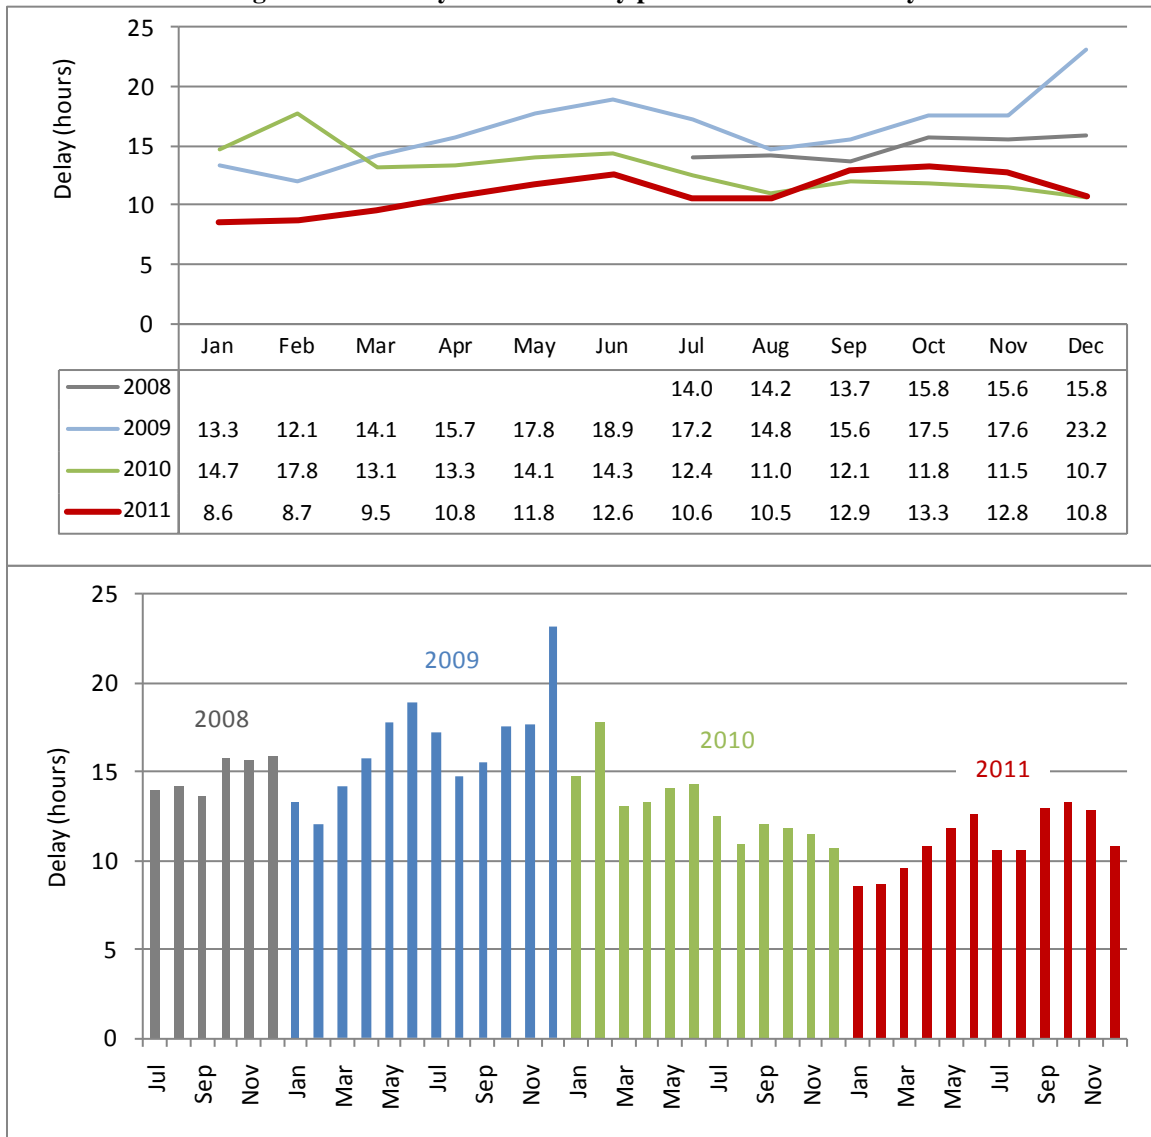 25
20
15
10
5
0
Delay (hours)
Jan Feb Mar Apr May Jun Jul Aug Sep Oct Nov Dec
2008 14.0 14.2 13.7 15.8 15.6 15.8
2009 13.3 12.1 14.1 15.7 17.8 18.9 17.2 14.8 15.6 17.5 17.6 23.2
2010 14.7 17.8 13.1 13.3 14.1 14.3 12.4 11.0 12.1 11.8 11.5 10.7
2011 8.6 8.7 9.5 10.8 11.8 12.6 10.6 10.5 12.9 13.3 12.8 10.8
25
20
15
10
5
0
Delay (hours)
2008
2009
2010
2011
Jul Sep Nov Jan Mar May Jul Sep Nov Jan Mar May Jul Sep Nov Jan Mar May Jul Sep Nov